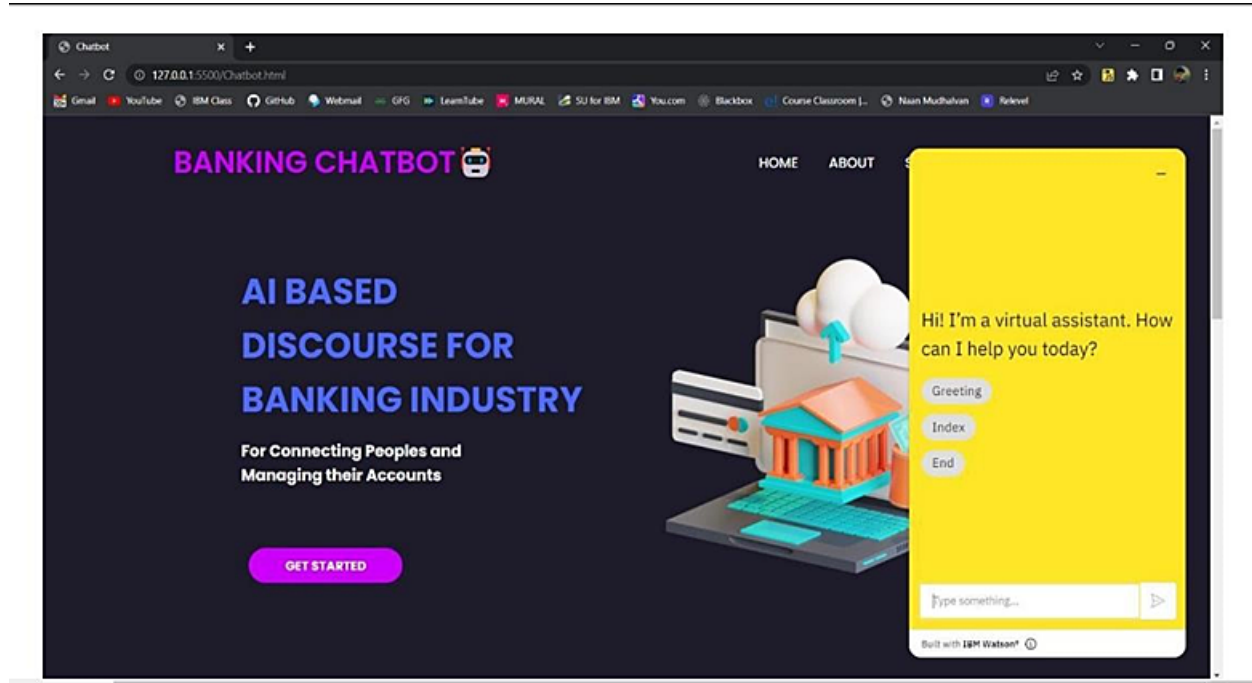 Chatbot
127.0.0.1:5500/Chatbot.html
Gmail YouTube IBM Class GitHub Webmail GFG LearnTube MURAL SU for IBM You.com Blackbox Course Classroom |... Naan Mudhalvan Relevel
BANKING CHATBOT
HOME ABOUT S
AI BASED
DISCOURSE FOR
BANKING INDUSTRY
For Connecting Peoples and
Managing their Accounts
GET STARTED
Hi! I'm a virtual assistant. How
can I help you today?
Greeting
Index
End
Type something...
Built with IBM Watson®